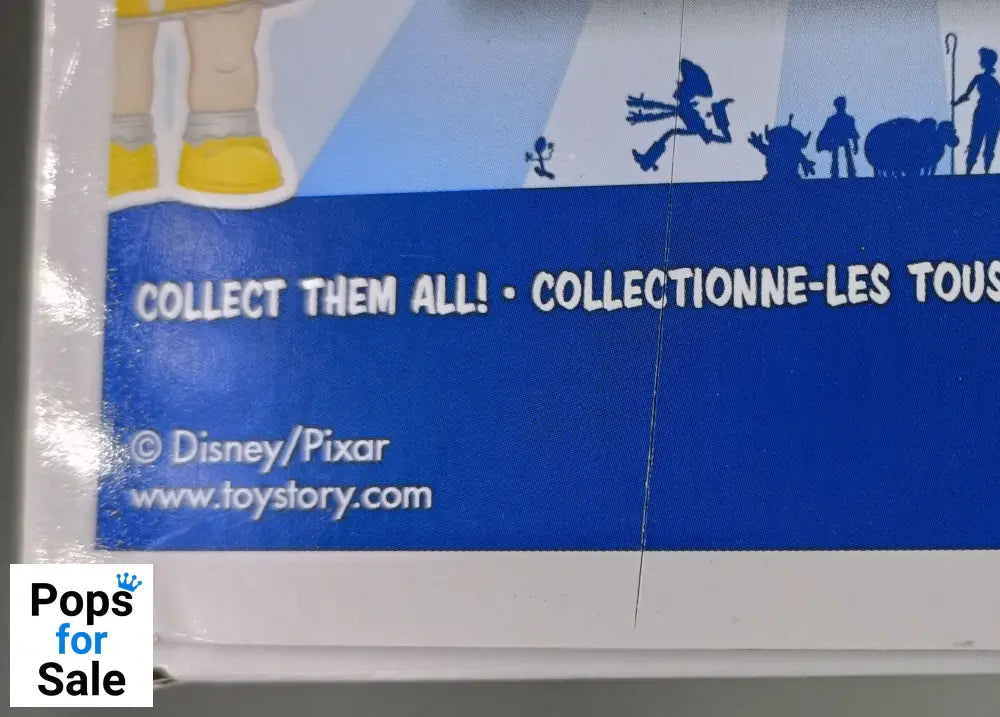 COLLECT THEM ALL! • COLLECTIONNE-LES TOUS
© Disney/Pixar
www.toystory.com
Pops
for
Sale